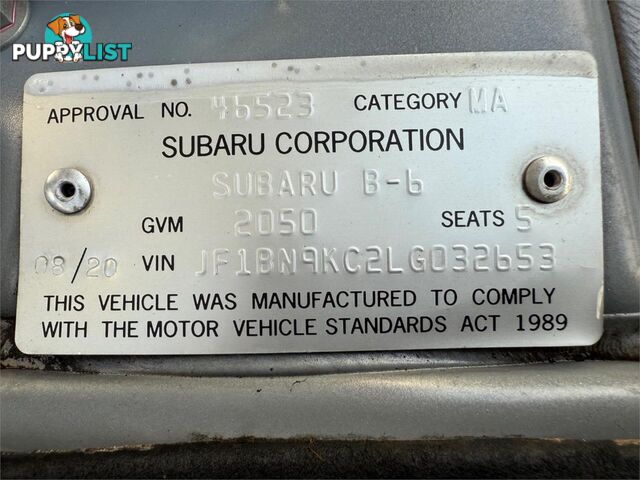 PUPPYLIST
APPROVAL NO. 46523 CATEGORY MA
SUBARU CORPORATION
SUBARU B-6
GVM 2050 SEATS 5
08/20 VIN JF1BN9KC2LG032653
THIS VEHICLE WAS MANUFACTURED TO COMPLY
WITH THE MOTOR VEHICLE STANDARDS ACT 1989